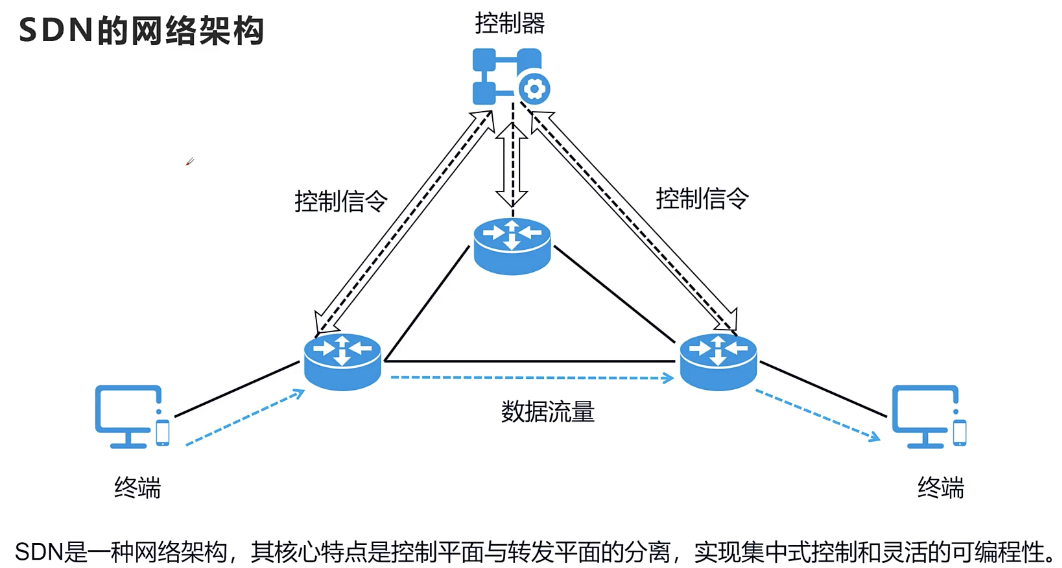 SDN的网络架构
控制器
控制信令
控制信令
数据流量
终端
终端
SDN是一种网络架构，其核心特点是控制平面与转发平面的分离，实现集中式控制和灵活的可编程性。